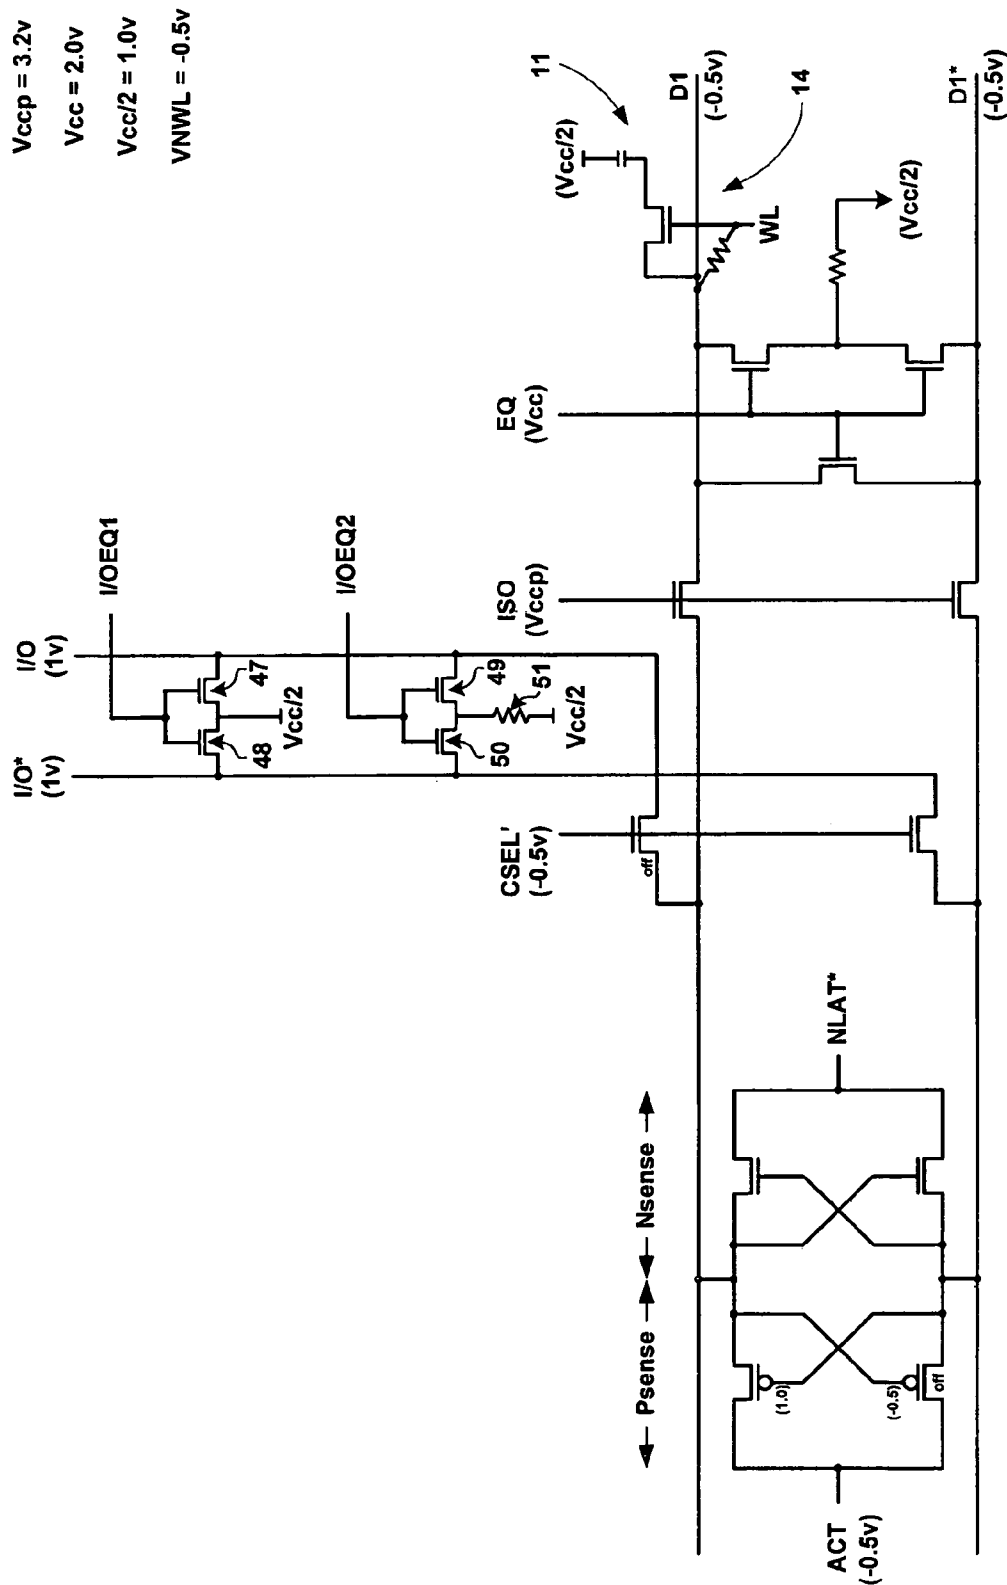 Vccp = 3.2v
Vcc = 2.0v
Vcc/2 = 1.0v
VNWL = -0.5v
I/O*
(1v)
I/O
(1v)
I/OEQ1
48
47
Vcc/2
I/OEQ2
50
49
51
Vcc/2
CSEL'
(-0.5v)
off
ISO
(Vccp)
EQ
(Vcc)
11
(Vcc/2)
14
WL
D1
(-0.5v)
(Vcc/2)
D1*
(-0.5v)
Psense
Nsense
ACT
(-0.5v)
(1.0)
(-0.5)
off
NLAT*